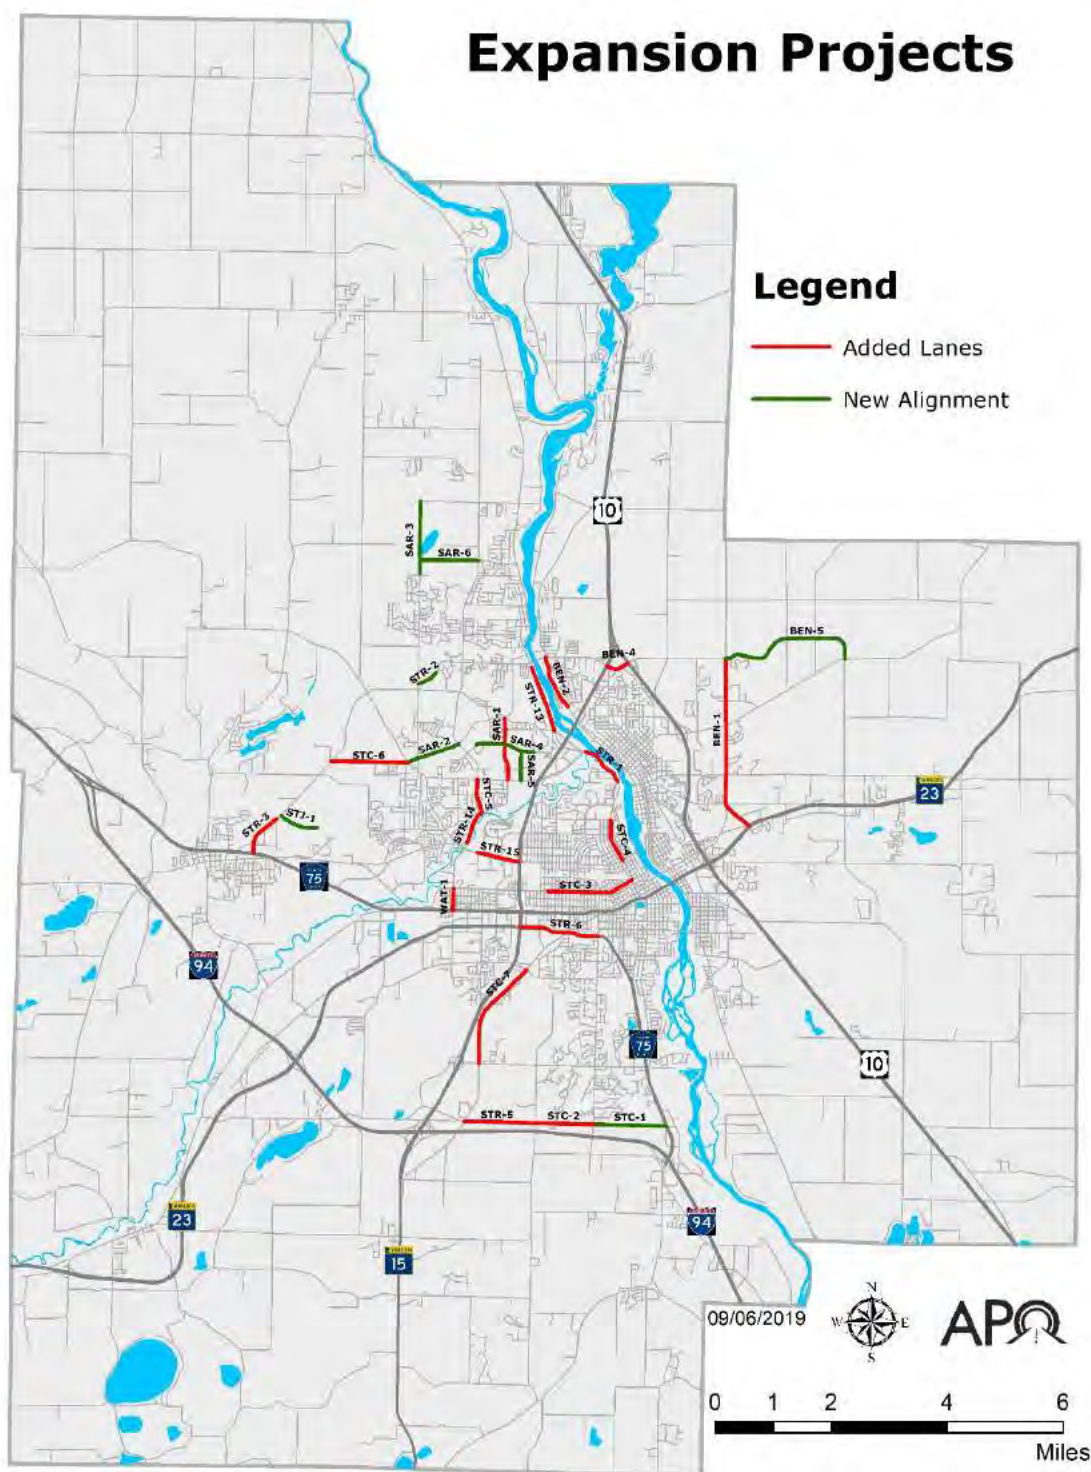 Expansion Projects
Legend
Added Lanes
New Alignment
10
SAR-3
SAR-6
BEN-5
BEN-4
STR-2
BEN-2
STR-13
SAR-1
BEN-1
SAR-2
SAR-4
STC-6
SAR-5
STR-1
STC-5
23
STR-3
STJ-1
STR-14
STC-4
STR-15
75
WAT-1
STC-3
STR-6
94
STC-7
75
10
STR-5
STC-2
STC-1
23
94
15
09/06/2019
N
W
E
S
APO
0 1 2 4 6
Miles